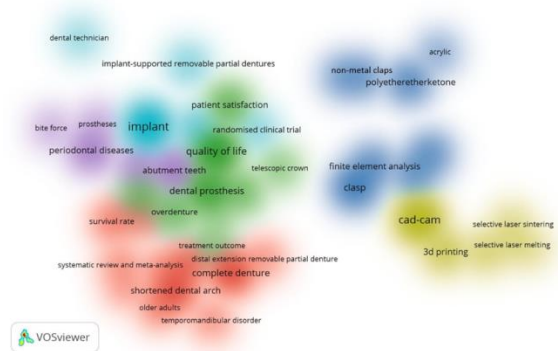 dental technician
implant-supported removable partial dentures
acrylic
non-metal claps
polyetheretherketone
patient satisfaction
bite force
prostheses
implant
randomised clinical trial
periodontal diseases
quality of life
abutment teeth
telescopic crown
finite element analysis
dental prosthesis
clasp
survival rate
overdenture
cad-cam
selective laser sintering
treatment outcome
3d printing
selective laser melting
distal extension removable partial denture
systematic review and meta-analysis
complete denture
shortened dental arch
older adults
temporomandibular disorder
VOSviewer